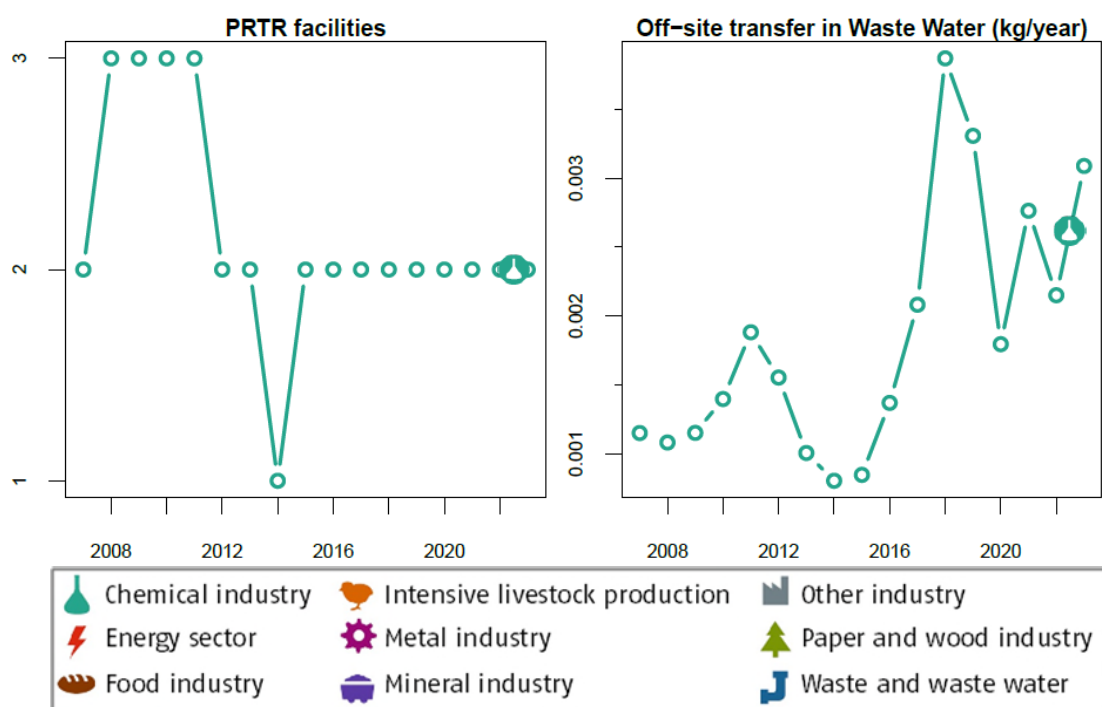 PRTR facilities
3
2
1
2008 2012 2016 2020
Off−site transfer in Waste Water (kg/year)
0.003
0.002
0.001
2008 2012 2016 2020
Chemical industry Intensive livestock production Other industry
Energy sector Metal industry Paper and wood industry
Food industry Mineral industry Waste and waste water